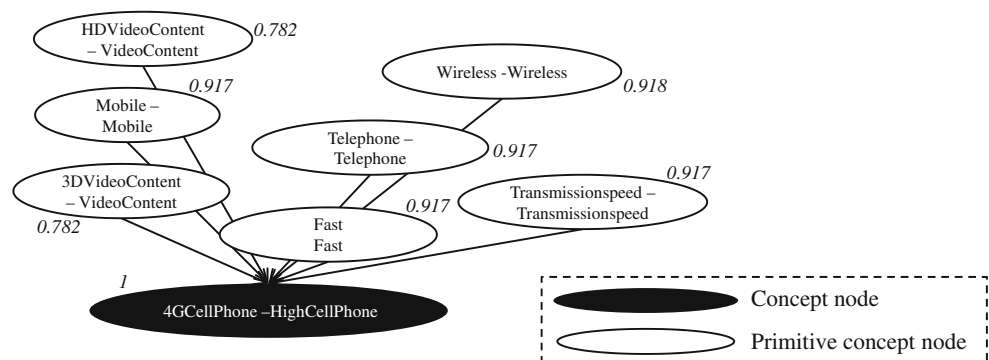 HDVideoContent
– VideoContent
0.782
Wireless -Wireless
0.918
0.917
Mobile –
Mobile
Telephone –
Telephone
0.917
3DVideoContent
– VideoContent
0.782
0.917
Transmissionspeed –
Transmissionspeed
0.917
Fast
Fast
1
4GCellPhone –HighCellPhone
Concept node
Primitive concept node